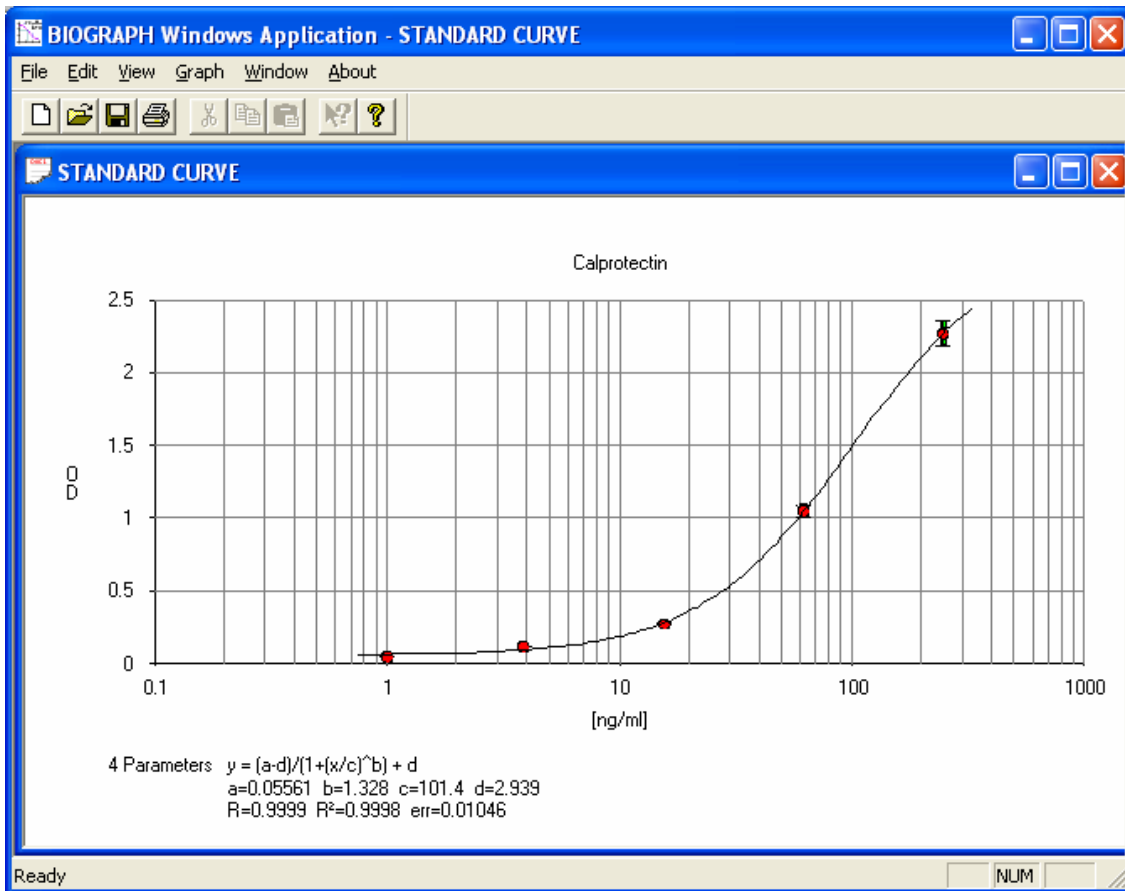 BIOGRAPH Windows Application - STANDARD CURVE
File Edit View Graph Window About
STANDARD CURVE
Calprotectin
2.5
2
1.5
OD
1
0.5
0
0.1 1 10 100 1000
[ng/ml]
4 Parameters y = (a-d)/(1+(x/c)^b) + d
a=0.05561 b=1.328 c=101.4 d=2.939
R=0.9999 R²=0.9998 err=0.01046
Ready NUM